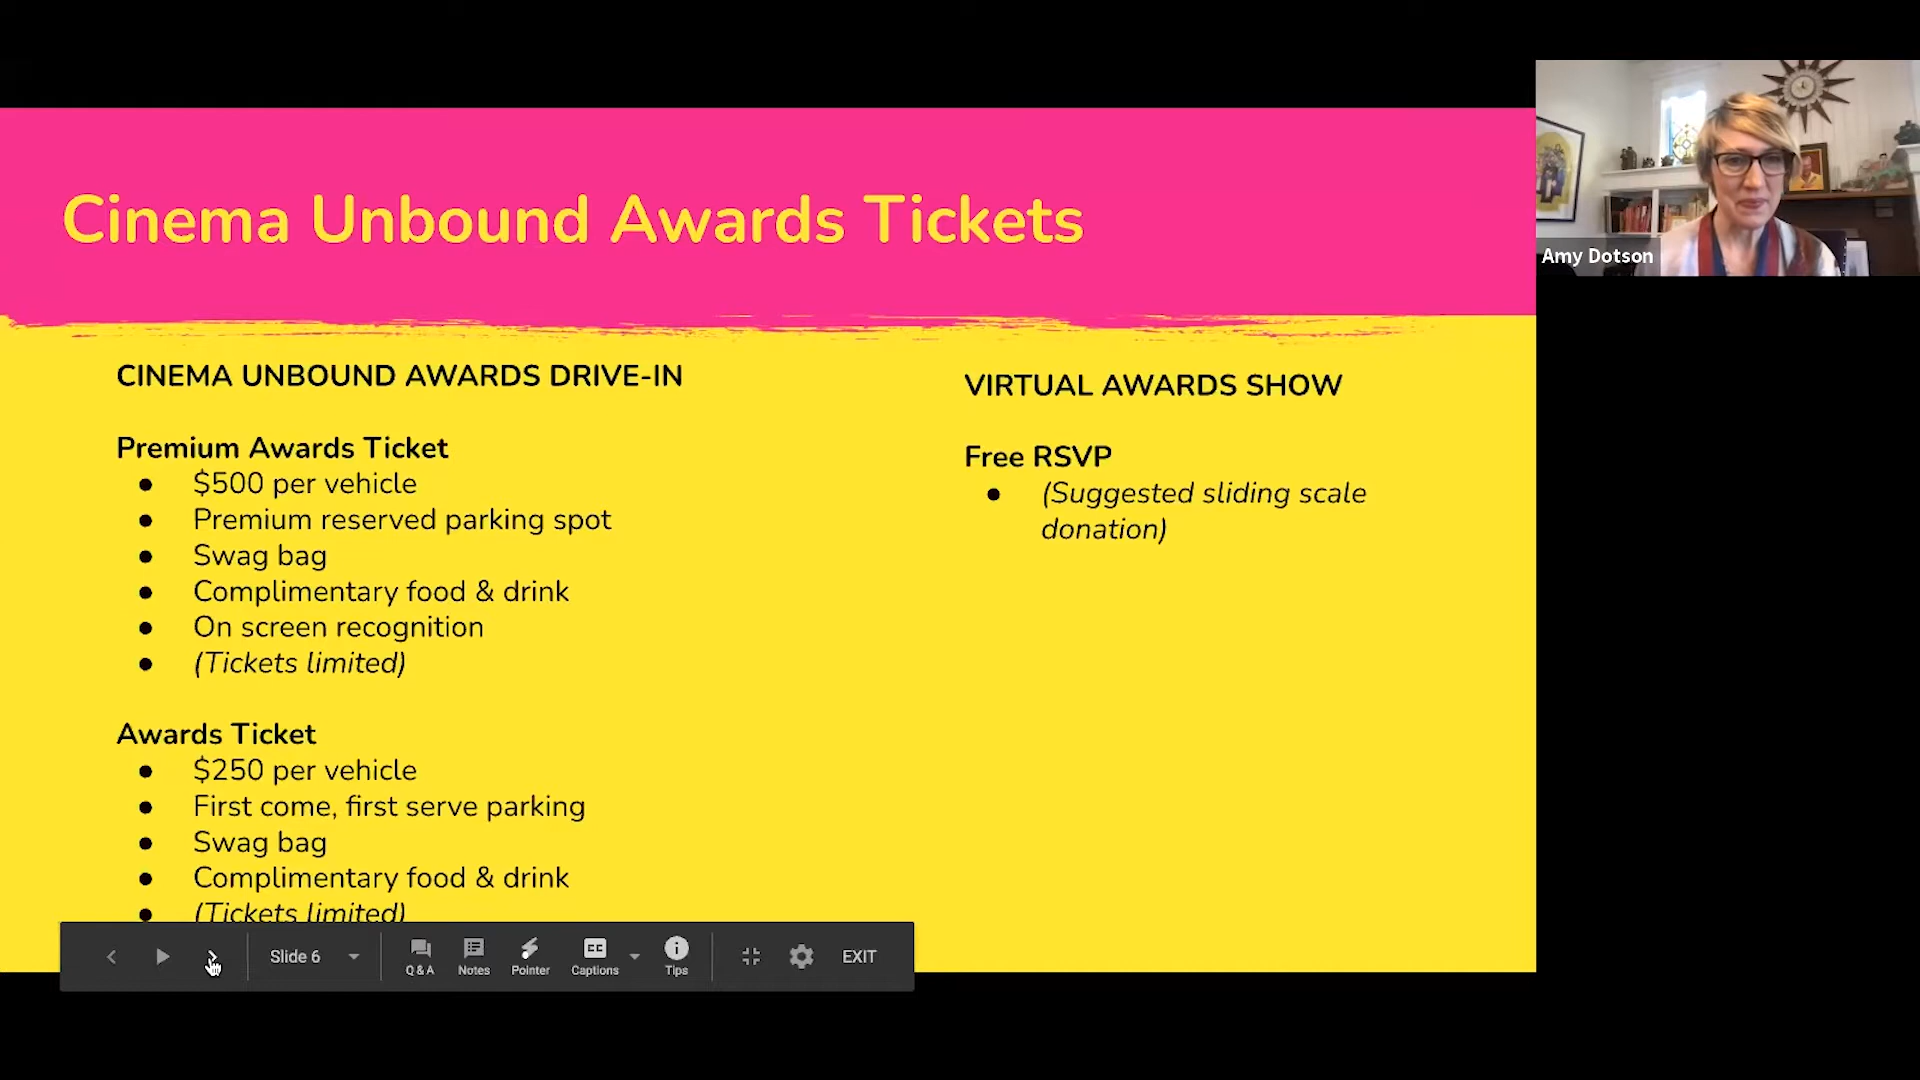 Cinema Unbound Awards Tickets
CINEMA UNBOUND AWARDS DRIVE-IN
Premium Awards Ticket
● $500 per vehicle
● Premium reserved parking spot
● Swag bag
● Complimentary food & drink
● On screen recognition
● (Tickets limited)
Awards Ticket
● $250 per vehicle
● First come, first serve parking
● Swag bag
● Complimentary food & drink
● (Tickets limited)
VIRTUAL AWARDS SHOW
Free RSVP
● (Suggested sliding scale
donation)
Amy Dotson
Slide 6
Q & A
Notes
Pointer
CC
Captions
Tips
EXIT